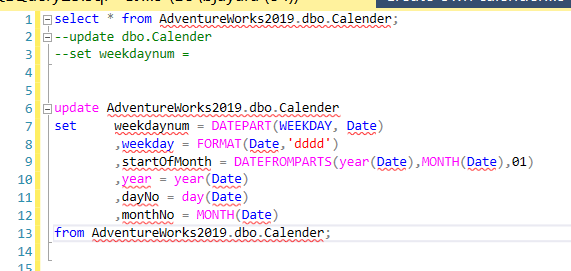 1 select * from AdventureWorks2019.dbo.Calender;
2 --update dbo.Calender
3 --set weekdaynum =
4
5
6 update AdventureWorks2019.dbo.Calender
7 set weekdaynum = DATEPART(WEEKDAY, Date)
8 ,weekday = FORMAT(Date,'dddd')
9 ,startOfMonth = DATEFROMPARTS(year(Date),MONTH(Date),01)
10 ,year = year(Date)
11 ,dayNo = day(Date)
12 ,monthNo = MONTH(Date)
13 from AdventureWorks2019.dbo.Calender;
14
15